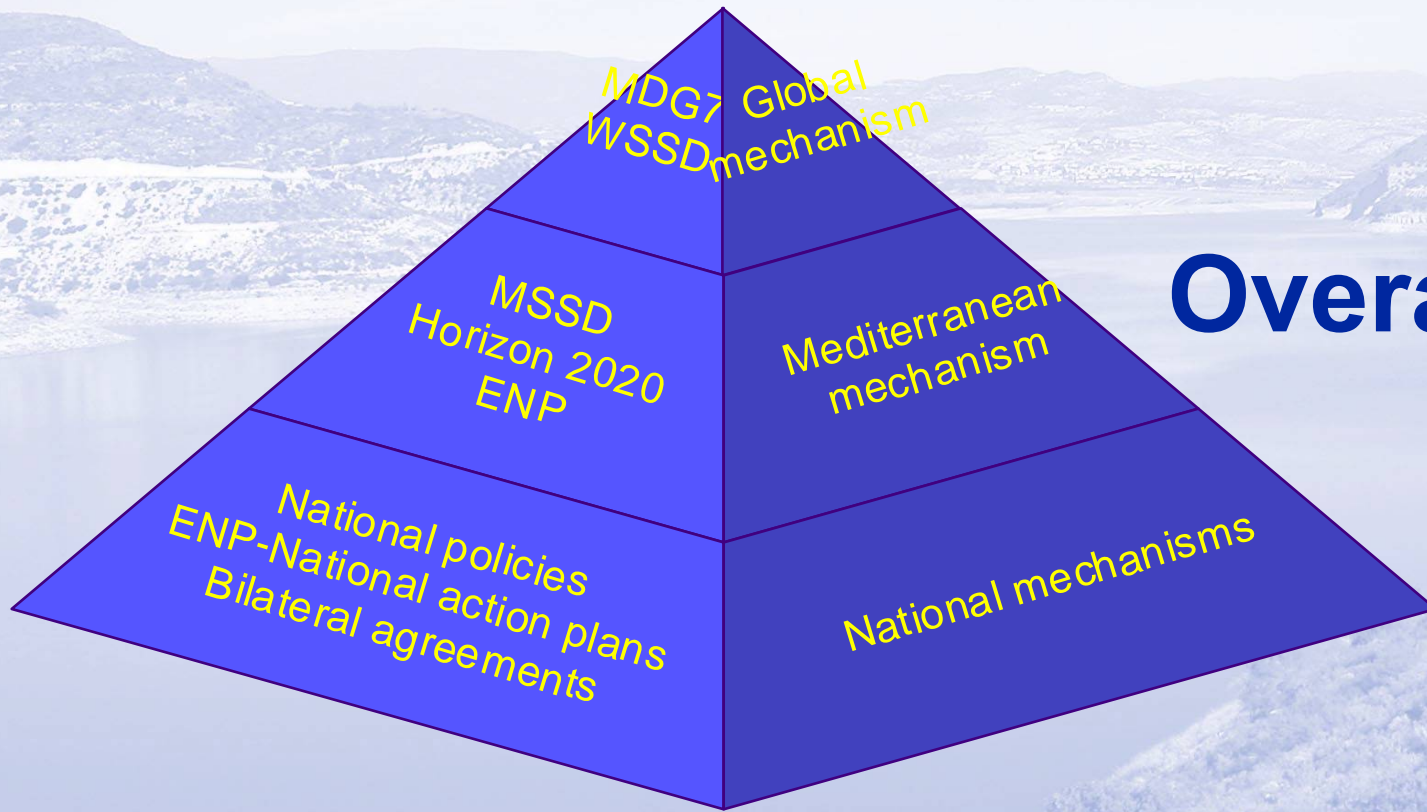 MDG7
WSSD
Global
mechanism
MSSD
Horizon 2020
ENP
Mediterranean
mechanism
National policies
ENP-National action plans
Bilateral agreements
National mechanisms